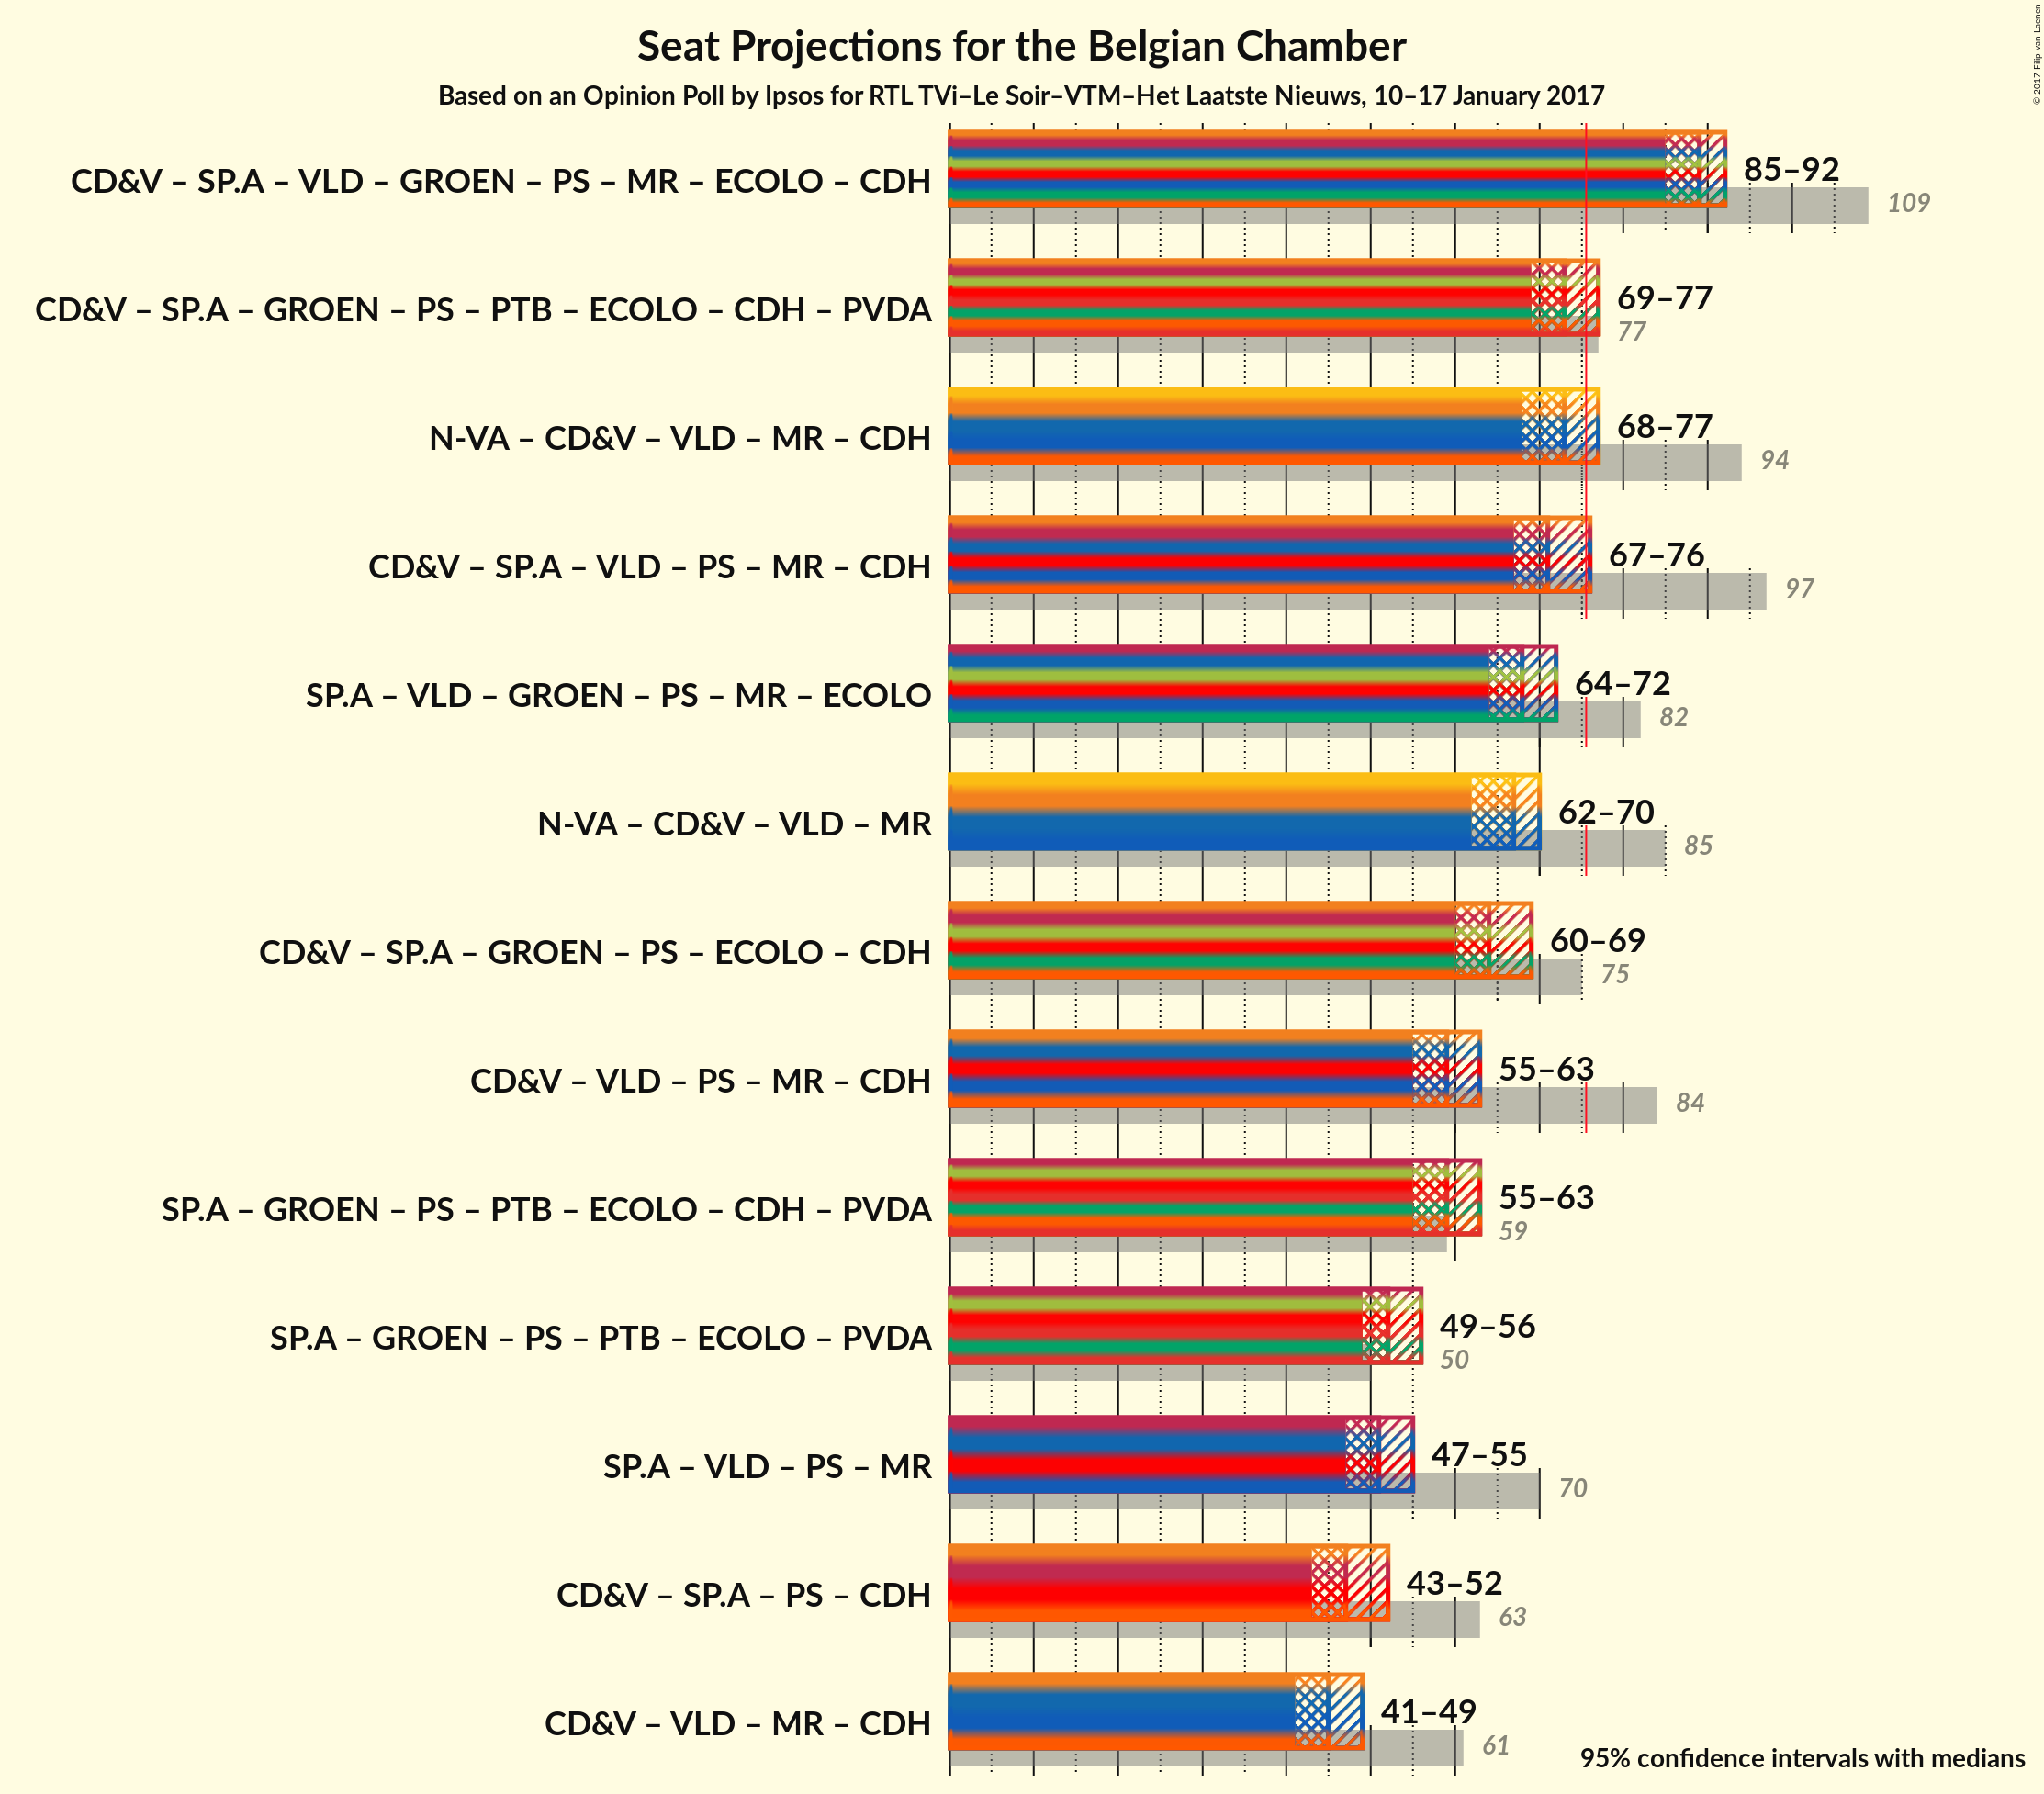 Seat Projections for the Belgian Chamber
Based on an Opinion Poll by Ipsos for RTL TVi–Le Soir–VTM–Het Laatste Nieuws, 10–17 January 2017
© 2017 Filip van Laenen
CD&V – SP.A – VLD – GROEN – PS – MR – ECOLO – CDH
85–92
109
CD&V – SP.A – GROEN – PS – PTB – ECOLO – CDH – PVDA
69–77
77
N-VA – CD&V – VLD – MR – CDH
68–77
94
CD&V – SP.A – VLD – PS – MR – CDH
67–76
97
SP.A – VLD – GROEN – PS – MR – ECOLO
64–72
82
N-VA – CD&V – VLD – MR
62–70
85
CD&V – SP.A – GROEN – PS – ECOLO – CDH
60–69
75
CD&V – VLD – PS – MR – CDH
55–63
84
SP.A – GROEN – PS – PTB – ECOLO – CDH – PVDA
55–63
59
SP.A – GROEN – PS – PTB – ECOLO – PVDA
49–56
50
SP.A – VLD – PS – MR
47–55
70
CD&V – SP.A – PS – CDH
43–52
63
CD&V – VLD – MR – CDH
41–49
61
95% confidence intervals with medians